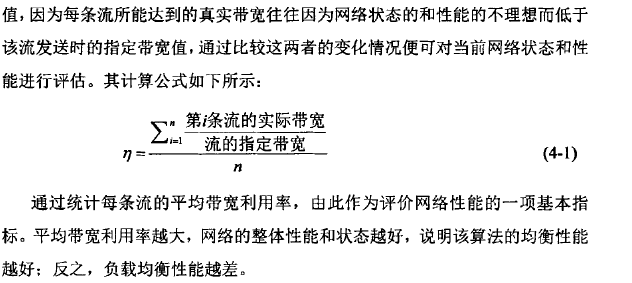 值,因为每条流所能达到的真实带宽往往因为网络状态的和性能的不理想而低于
该流发送时的指定带宽值,通过比较这两者的变化情况便可对当前网络状态和性
能进行评估。其计算公式如下所示:
η = ∑ⁿᵢ₌₁ 第i条流的实际带宽
流的指定带宽
n
(4-1)
通过统计每条流的平均带宽利用率,由此作为评价网络性能的一项基本指
标。平均带宽利用率越大,网络的整体性能和状态越好,说明该算法的均衡性能
越好;反之,负载均衡性能越差。